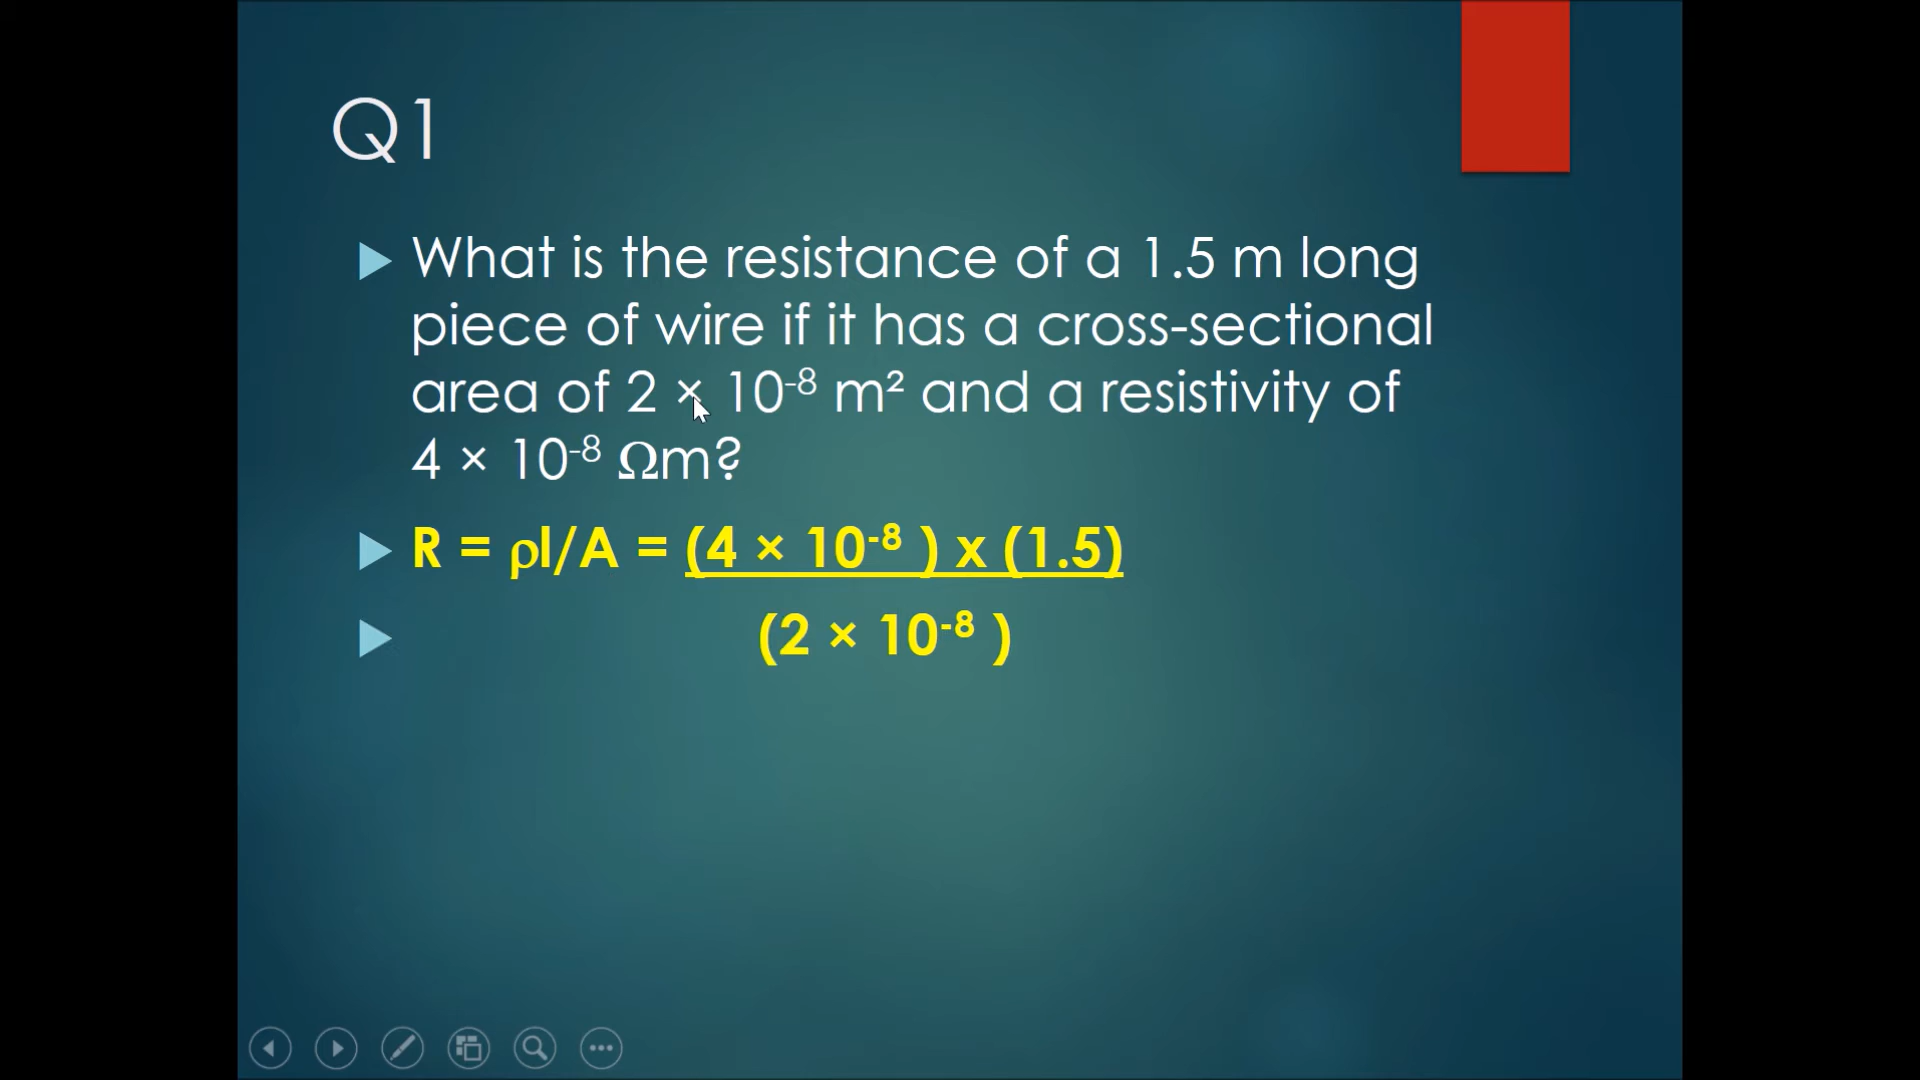 Q1
What is the resistance of a 1.5 m long
piece of wire if it has a cross-sectional
area of 2 × 10⁻⁸ m² and a resistivity of
4 × 10⁻⁸ Ωm?
R = ρl/A = (4 × 10⁻⁸ ) x (1.5)
(2 × 10⁻⁸ )